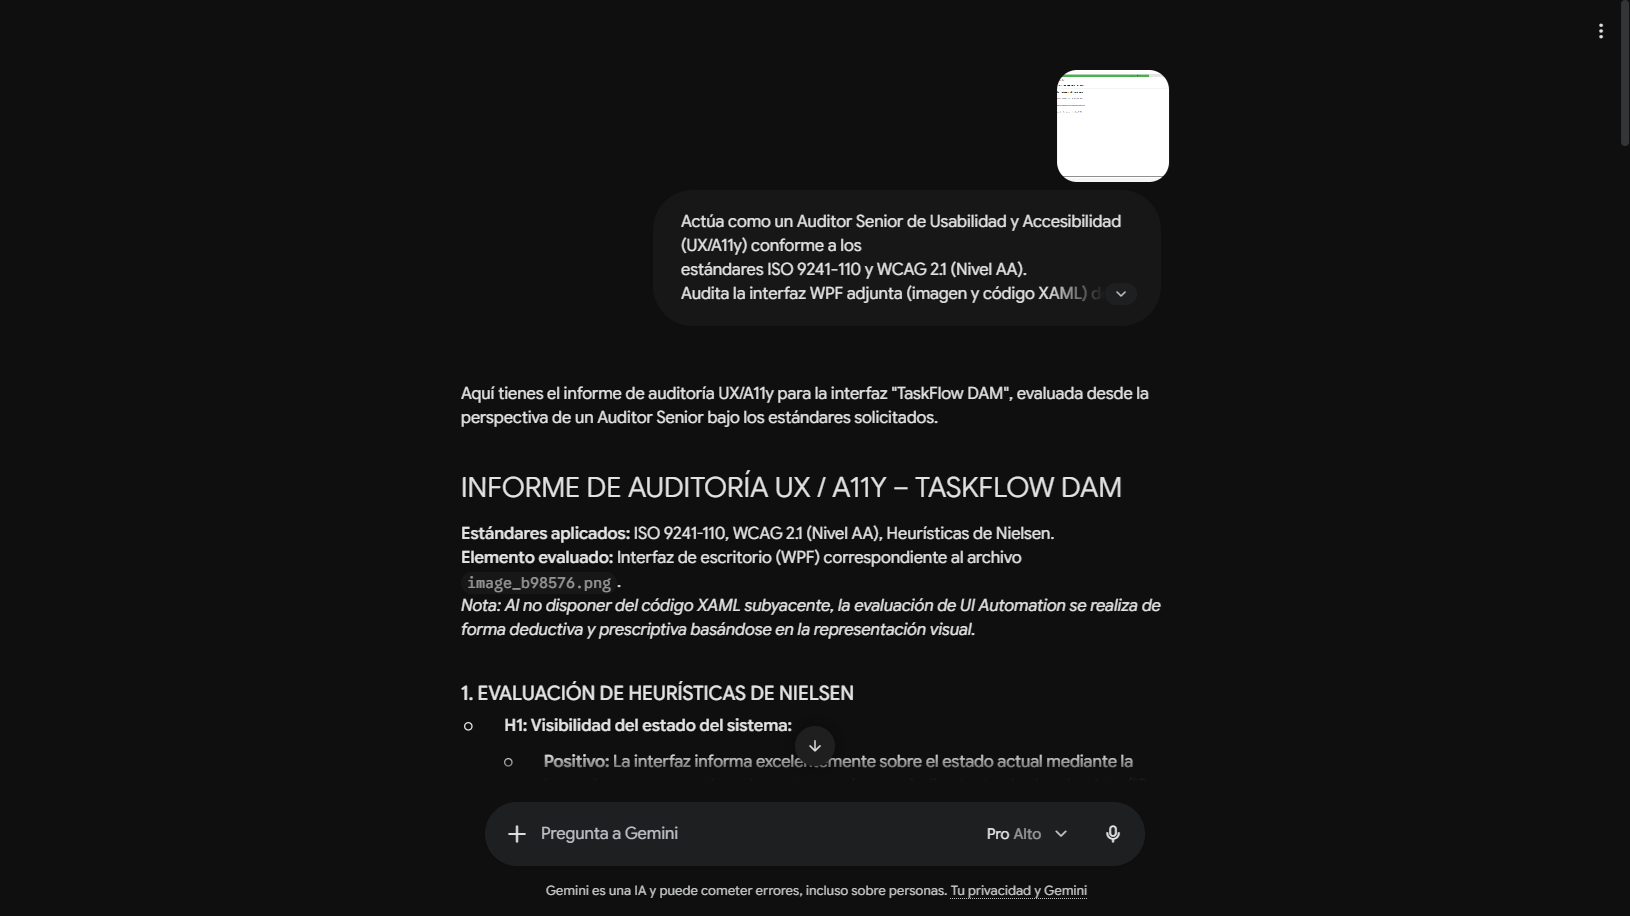 Actúa como un Auditor Senior de Usabilidad y Accesibilidad
(UX/A11y) conforme a los
estándares ISO 9241-110 y WCAG 2.1 (Nivel AA).
Audita la interfaz WPF adjunta (imagen y código XAML) d
Aquí tienes el informe de auditoría UX/A11y para la interfaz "TaskFlow DAM", evaluada desde la
perspectiva de un Auditor Senior bajo los estándares solicitados.
INFORME DE AUDITORÍA UX / A11Y – TASKFLOW DAM
Estándares aplicados: ISO 9241-110, WCAG 2.1 (Nivel AA), Heurísticas de Nielsen.
Elemento evaluado: Interfaz de escritorio (WPF) correspondiente al archivo
image_b98576.png .
Nota: Al no disponer del código XAML subyacente, la evaluación de UI Automation se realiza de
forma deductiva y prescriptiva basándose en la representación visual.
1. EVALUACIÓN DE HEURÍSTICAS DE NIELSEN
H1: Visibilidad del estado del sistema:
Positivo: La interfaz informa excelentemente sobre el estado actual mediante la
Pregunta a Gemini
Pro Alto
Gemini es una IA y puede cometer errores, incluso sobre personas. Tu privacidad y Gemini